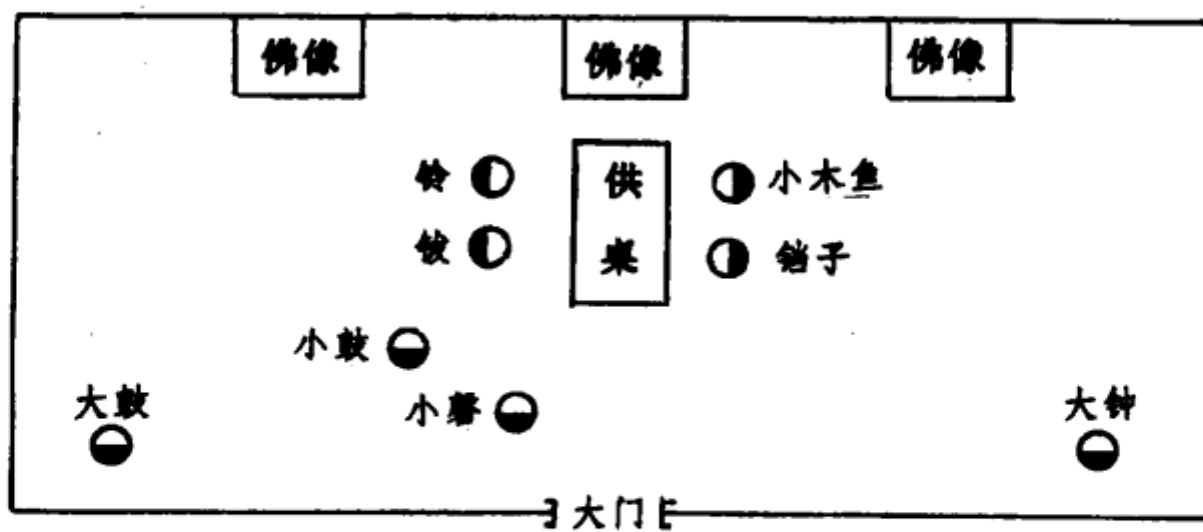 佛像 佛像 佛像
铃 供 小木鱼
钹 桌 铛子
小鼓
大鼓 小磬 大钟
大门